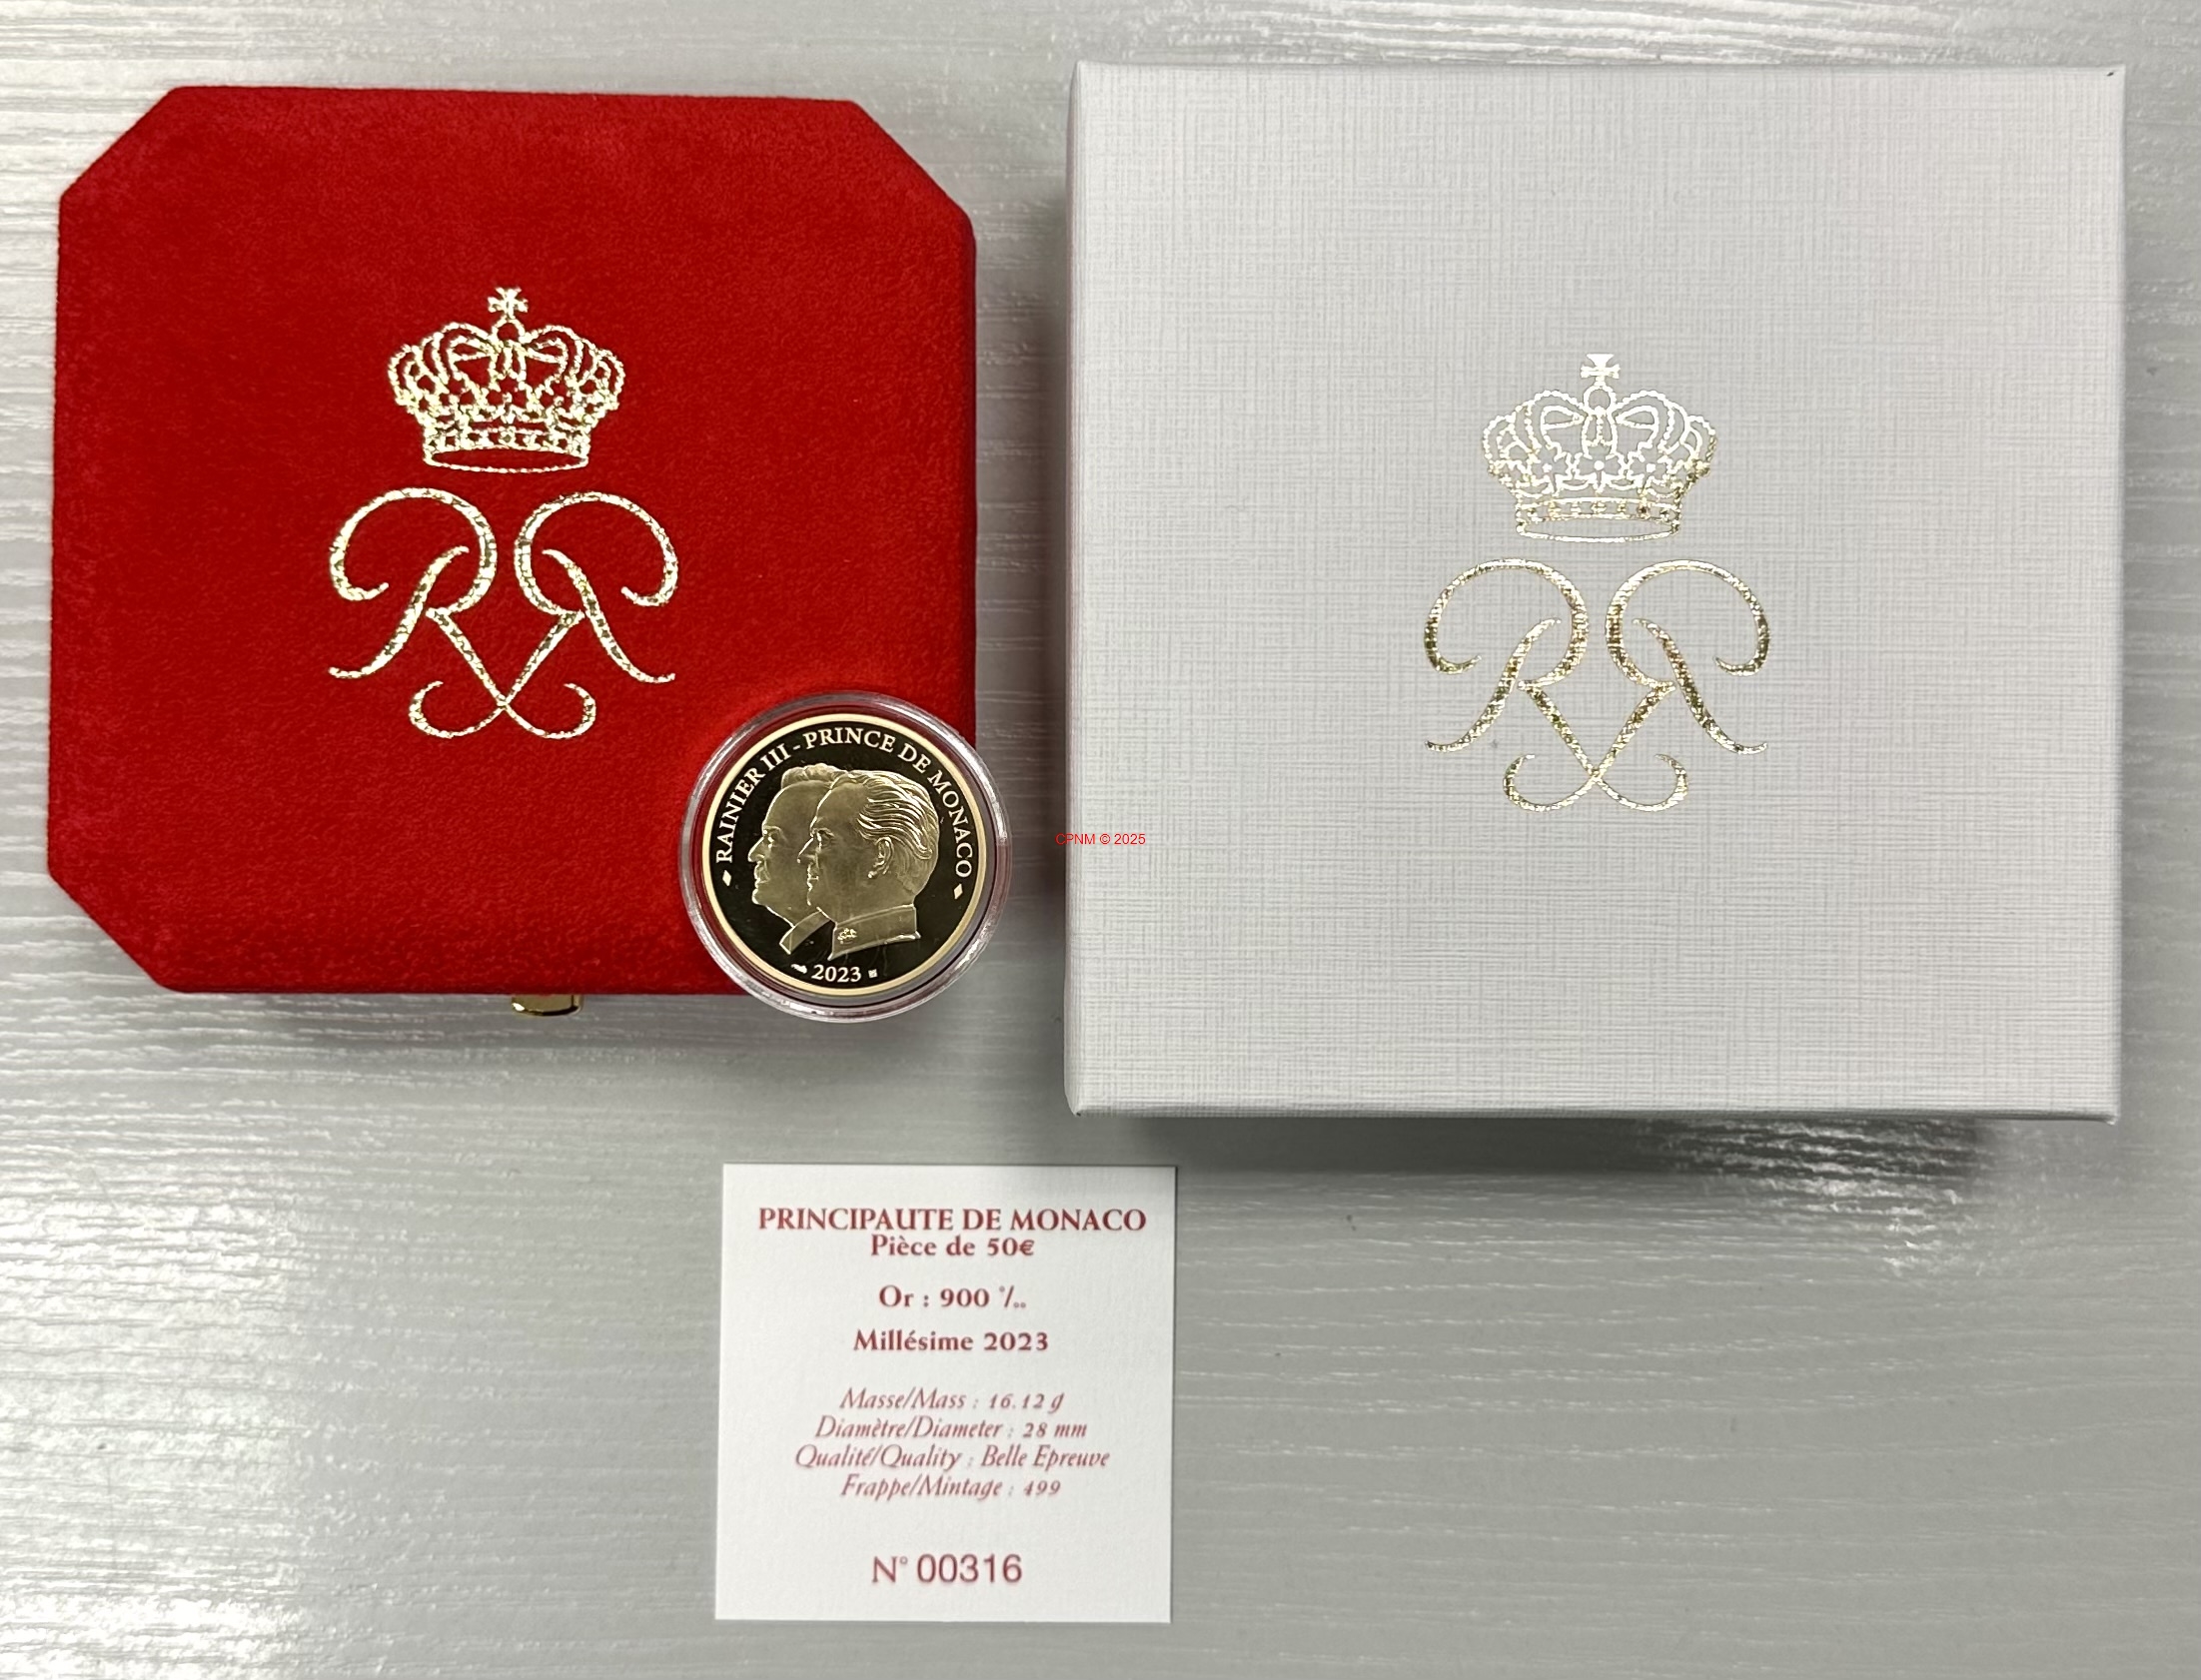 RAINIER III - PRINCE DE MONACO
2023
CPNM © 2025
PRINCIPAUTE DE MONACO
Pièce de 50€
Or : 900 °/..
Millésime 2023
Masse/Mass : 16.12 g
Diamètre/Diameter : 28 mm
Qualité/Quality : Belle Epreuve
Frappe/Mintage : 499
N° 00316